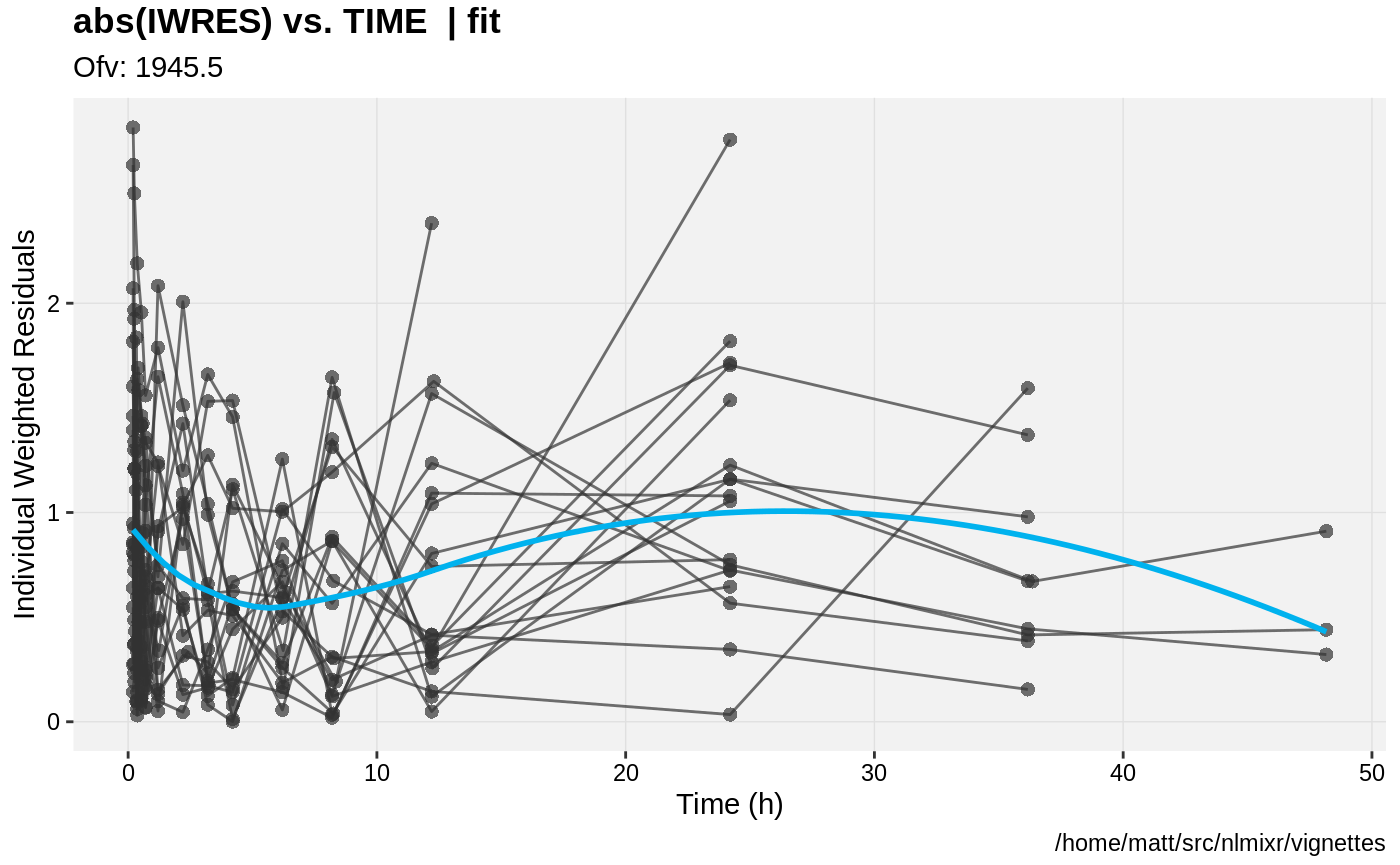 abs(IWRES) vs. TIME  | fit
Ofv: 1945.5
Individual Weighted Residuals
2
1
0
0 10 20 30 40 50
Time (h)
/home/matt/src/nlmixr/vignettes